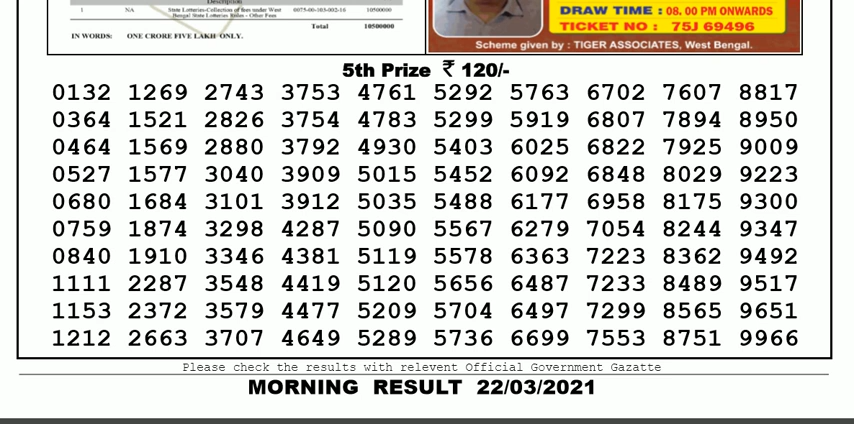 Description
1 NA State Lotteries-Collection of fees under West 0075-00-103-002-16 10500000
Bengal State Lotteries Rules - Other Fees
Total 10500000
IN WORDS: ONE CRORE FIVE LAKH ONLY.
DRAW TIME : 08. 00 PM ONWARDS
TICKET NO : 75J 69496
Scheme given by : TIGER ASSOCIATES, West Bengal.
5th Prize ₹ 120/-
0132 1269 2743 3753 4761 5292 5763 6702 7607 8817
0364 1521 2826 3754 4783 5299 5919 6807 7894 8950
0464 1569 2880 3792 4930 5403 6025 6822 7925 9009
0527 1577 3040 3909 5015 5452 6092 6848 8029 9223
0680 1684 3101 3912 5035 5488 6177 6958 8175 9300
0759 1874 3298 4287 5090 5567 6279 7054 8244 9347
0840 1910 3346 4381 5119 5578 6363 7223 8362 9492
1111 2287 3548 4419 5120 5656 6487 7233 8489 9517
1153 2372 3579 4477 5209 5704 6497 7299 8565 9651
1212 2663 3707 4649 5289 5736 6699 7553 8751 9966
Please check the results with relevent Official Government Gazatte
MORNING RESULT 22/03/2021